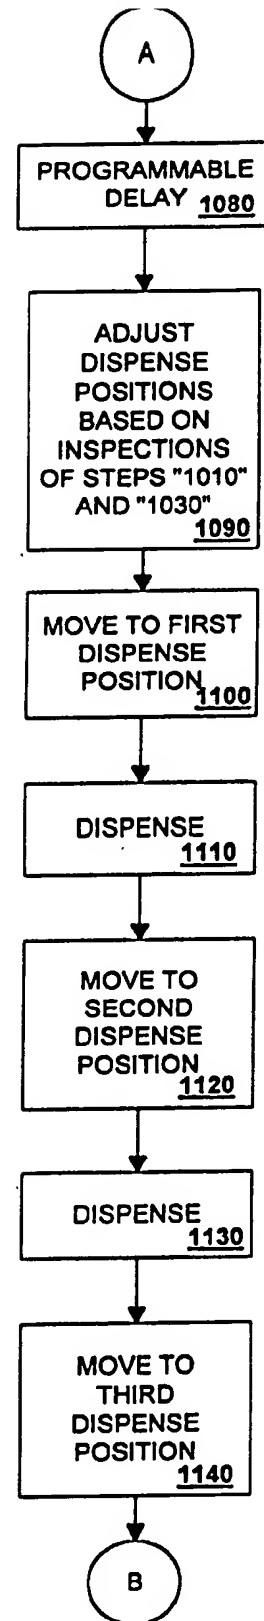 A
PROGRAMMABLE
DELAY 1080
ADJUST
DISPENSE
POSITIONS
BASED ON
INSPECTIONS
OF STEPS "1010"
AND "1030"
1090
MOVE TO FIRST
DISPENSE
POSITION
1100
DISPENSE
1110
MOVE TO
SECOND
DISPENSE
POSITION
1120
DISPENSE
1130
MOVE TO
THIRD
DISPENSE
POSITION
1140
B